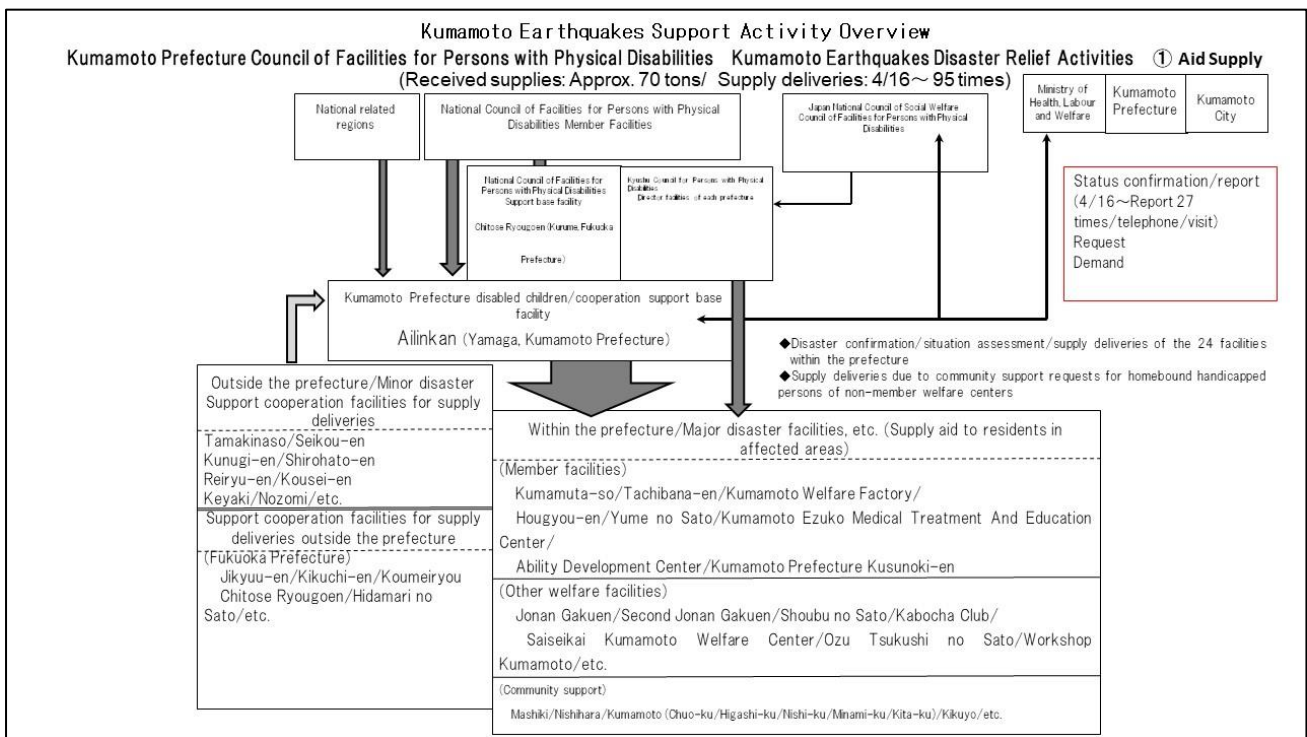 Kumamoto Earthquakes Support Activity Overview
Kumamoto Prefecture Council of Facilities for Persons with Physical Disabilities Kumamoto Earthquakes Disaster Relief Activities ① Aid Supply
(Received supplies: Approx. 70 tons/ Supply deliveries: 4/16～ 95 times)
National related
regions
National Council of Facilities for Persons with Physical
Disabilities Member Facilities
Japan National Council of Social Welfare
Council of Facilities for Persons with Physical
Disabilities
Ministry of
Health, Labour
and Welfare
Kumamoto
Prefecture
Kumamoto
City
National Council of Facilities for
Persons with Physical Disabilities
Support base facility
Chitose Ryougoen (Kurume, Fukuoka
Prefecture)
Kyushu Council for Persons with Physical
Disabilities
Director facilities of each prefecture
Status confirmation/report
(4/16～Report 27
times/telephone/visit)
Request
Demand
Kumamoto Prefecture disabled children/cooperation support base
facility
Ailinkan (Yamaga, Kumamoto Prefecture)
◆Disaster confirmation/situation assessment/supply deliveries of the 24 facilities
within the prefecture
◆Supply deliveries due to community support requests for homebound handicapped
persons of non-member welfare centers
Outside the prefecture/Minor disaster
Support cooperation facilities for supply
deliveries
Tamakinaso/Seikou-en
Kunugi-en/Shirohato-en
Reiryu-en/Kousei-en
Keyaki/Nozomi/etc.
Support cooperation facilities for supply
deliveries outside the prefecture
(Fukuoka Prefecture)
Jikyuu-en/Kikuchi-en/Koumeiryou
Chitose Ryougoen/Hidamari no
Sato/etc.
Within the prefecture/Major disaster facilities, etc. (Supply aid to residents in
affected areas)
(Member facilities)
Kumamuta-so/Tachibana-en/Kumamoto Welfare Factory/
Hougyou-en/Yume no Sato/Kumamoto Ezuko Medical Treatment And Education
Center/
Ability Development Center/Kumamoto Prefecture Kusunoki-en
(Other welfare facilities)
Jonan Gakuen/Second Jonan Gakuen/Shoubu no Sato/Kabocha Club/
Saiseikai Kumamoto Welfare Center/Ozu Tsukushi no Sato/Workshop
Kumamoto/etc.
(Community support)
Mashiki/Nishihara/Kumamoto (Chuo-ku/Higashi-ku/Nishi-ku/Minami-ku/Kita-ku)/Kikuyo/etc.